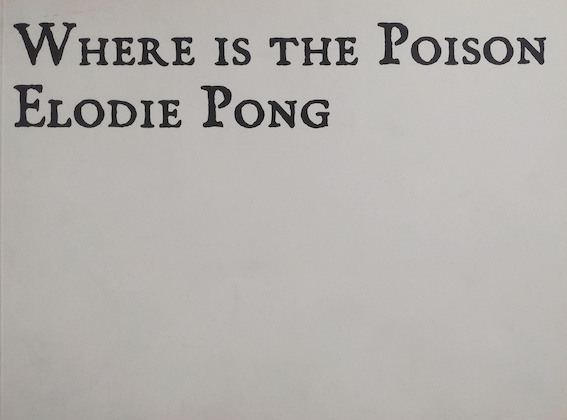 Where is the Poison
Elodie Pong